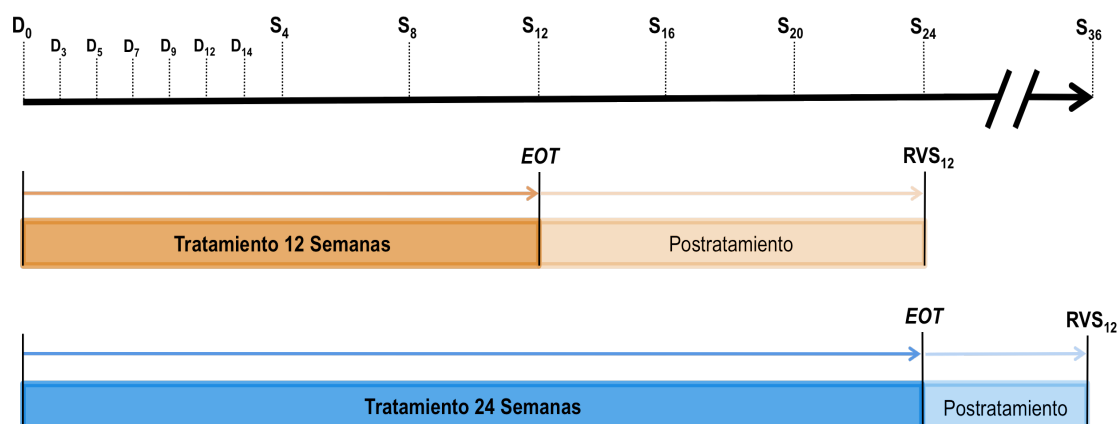 D0 S4 S8 S12 S16 S20 S24 S36
D3 D5 D7 D9 D12 D14
EOT RVS12
Tratamiento 12 Semanas Postratamiento
EOT RVS12
Tratamiento 24 Semanas Postratamiento